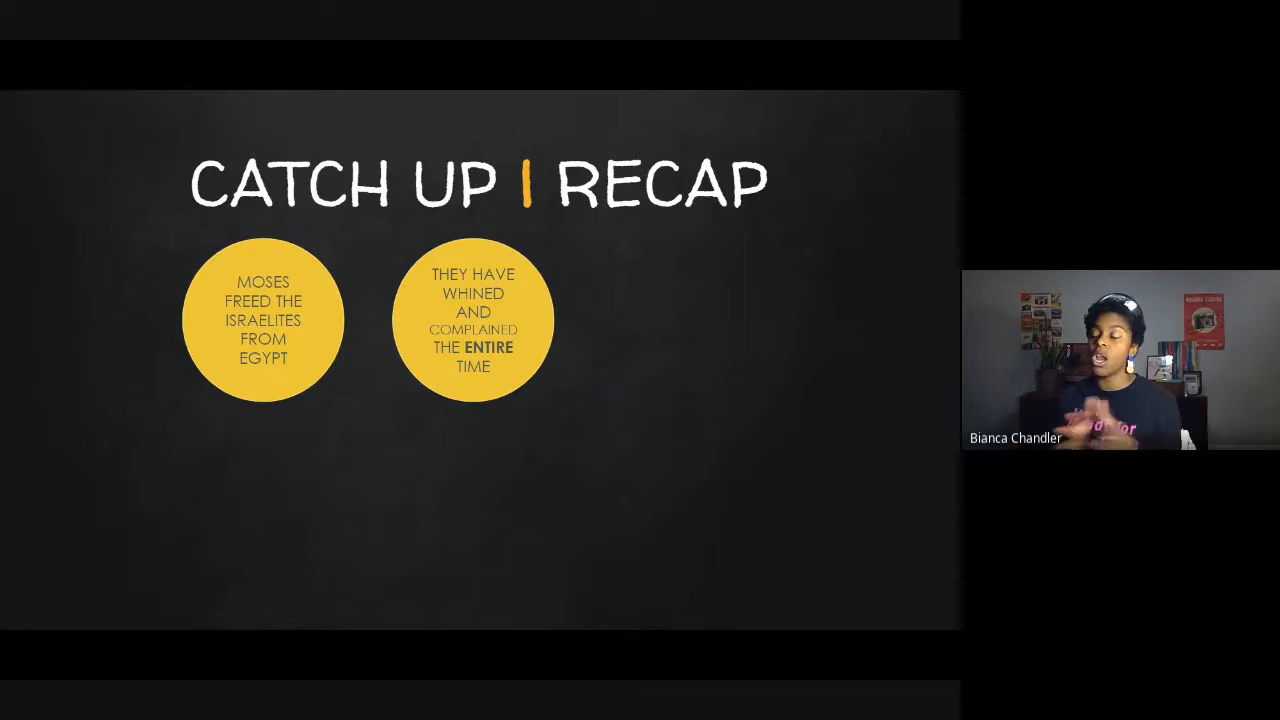 CATCH UP | RECAP
MOSES
FREED THE
ISRAELITES
FROM
EGYPT
THEY HAVE
WHINED
AND
COMPLAINED
THE ENTIRE
TIME
Bianca Chandler